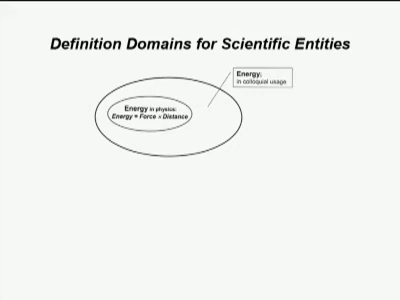 Definition Domains for Scientific Entities
Energy;
in colloquial usage
Energy in physics:
Energy = Force × Distance